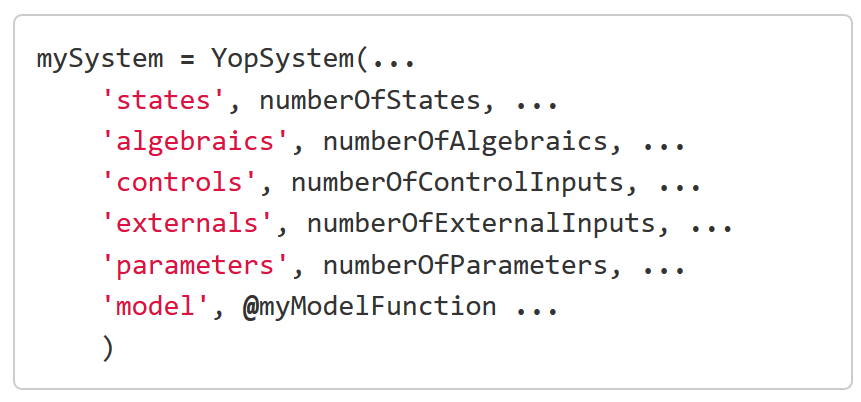 mySystem = YopSystem(...
'states', numberOfStates, ...
'algebraics', numberOfAlgebraics, ...
'controls', numberOfControlInputs, ...
'externals', numberOfExternalInputs, ...
'parameters', numberOfParameters, ...
'model', @myModelFunction ...
)